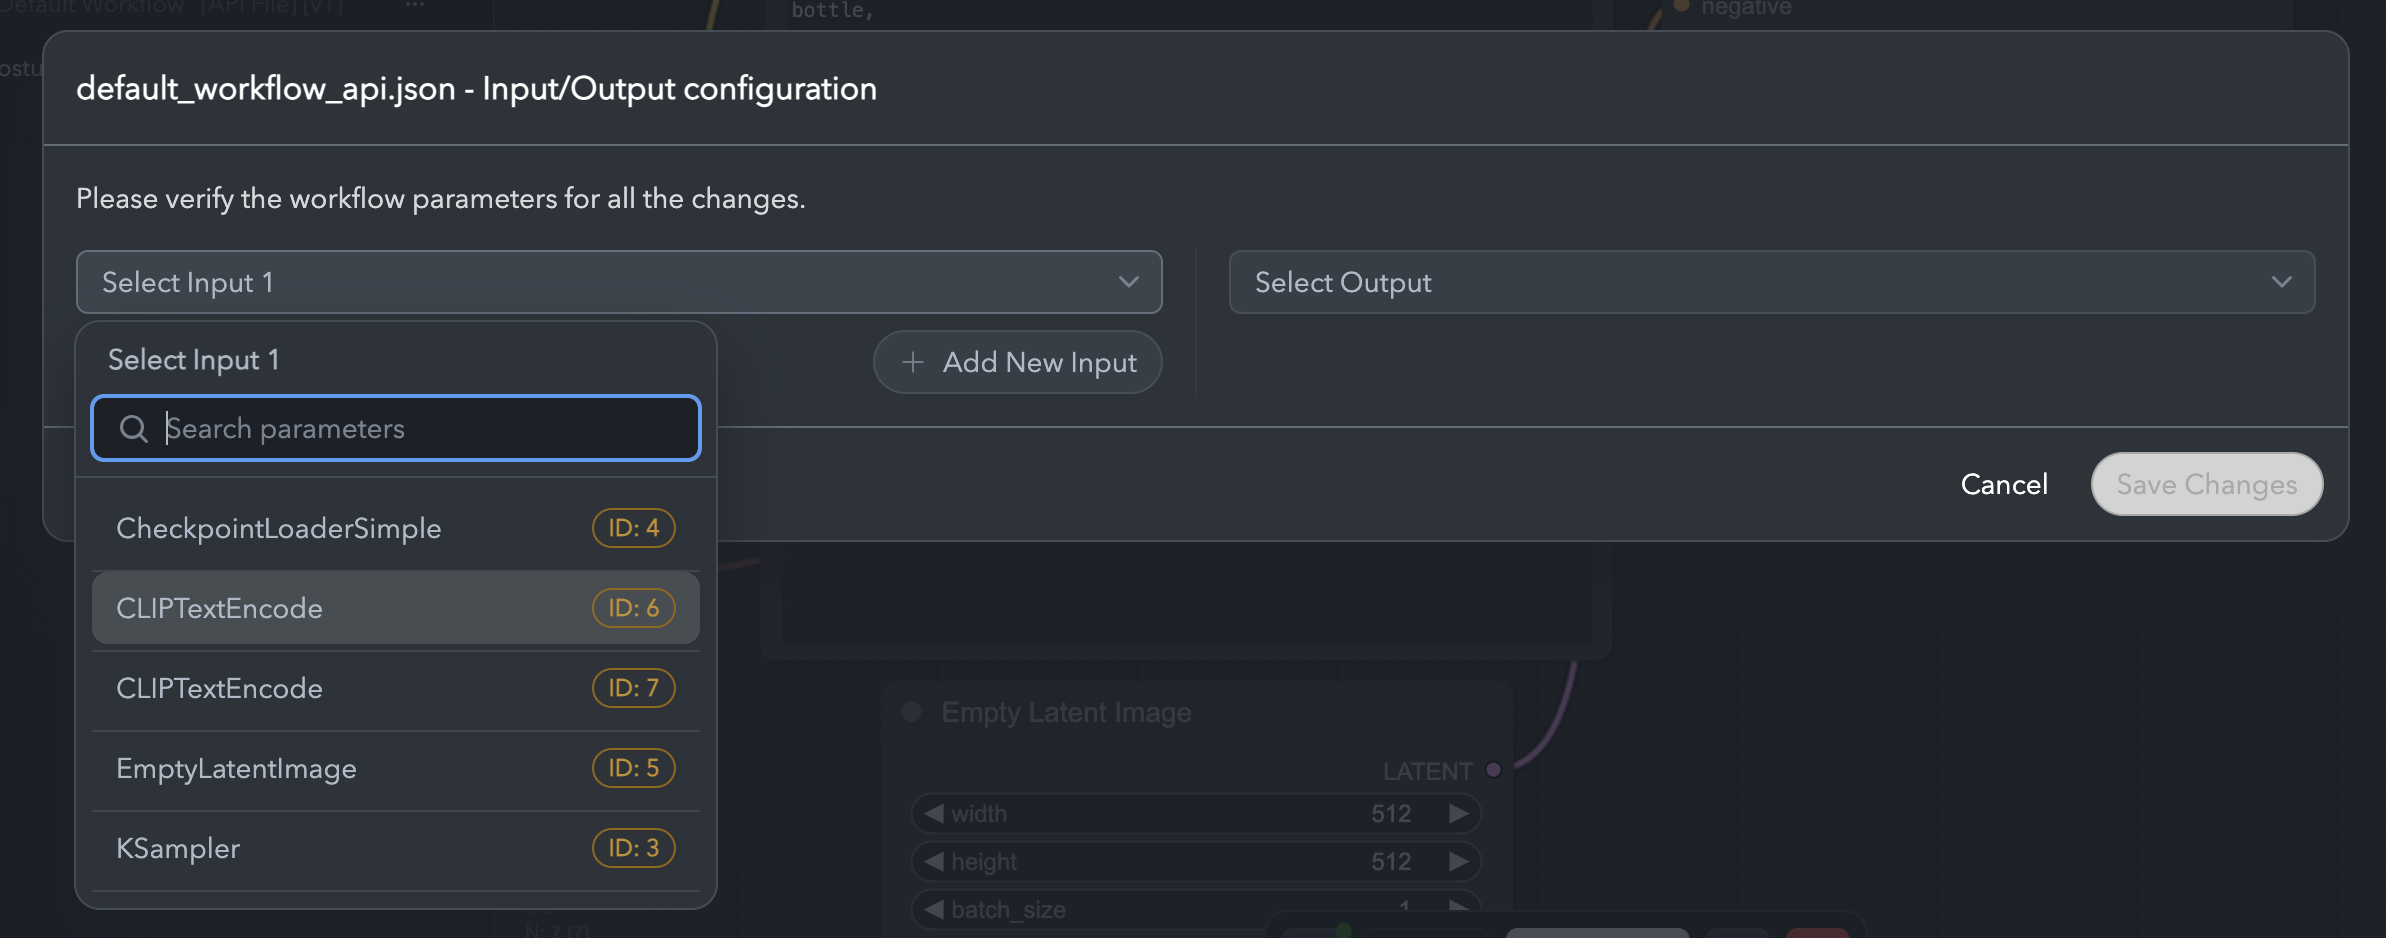 Default Workflow [API File] [V1] ...
bottle,
negative
ostu
default_workflow_api.json - Input/Output configuration
Please verify the workflow parameters for all the changes.
Select Input 1
Select Output
Add New Input
Select Input 1
Search parameters
CheckpointLoaderSimple ID: 4
CLIPTextEncode ID: 6
CLIPTextEncode ID: 7
EmptyLatentImage ID: 5
KSampler ID: 3
Cancel
Save Changes
Empty Latent Image
LATENT
width 512
height 512
batch_size 1
N: 7 [7]